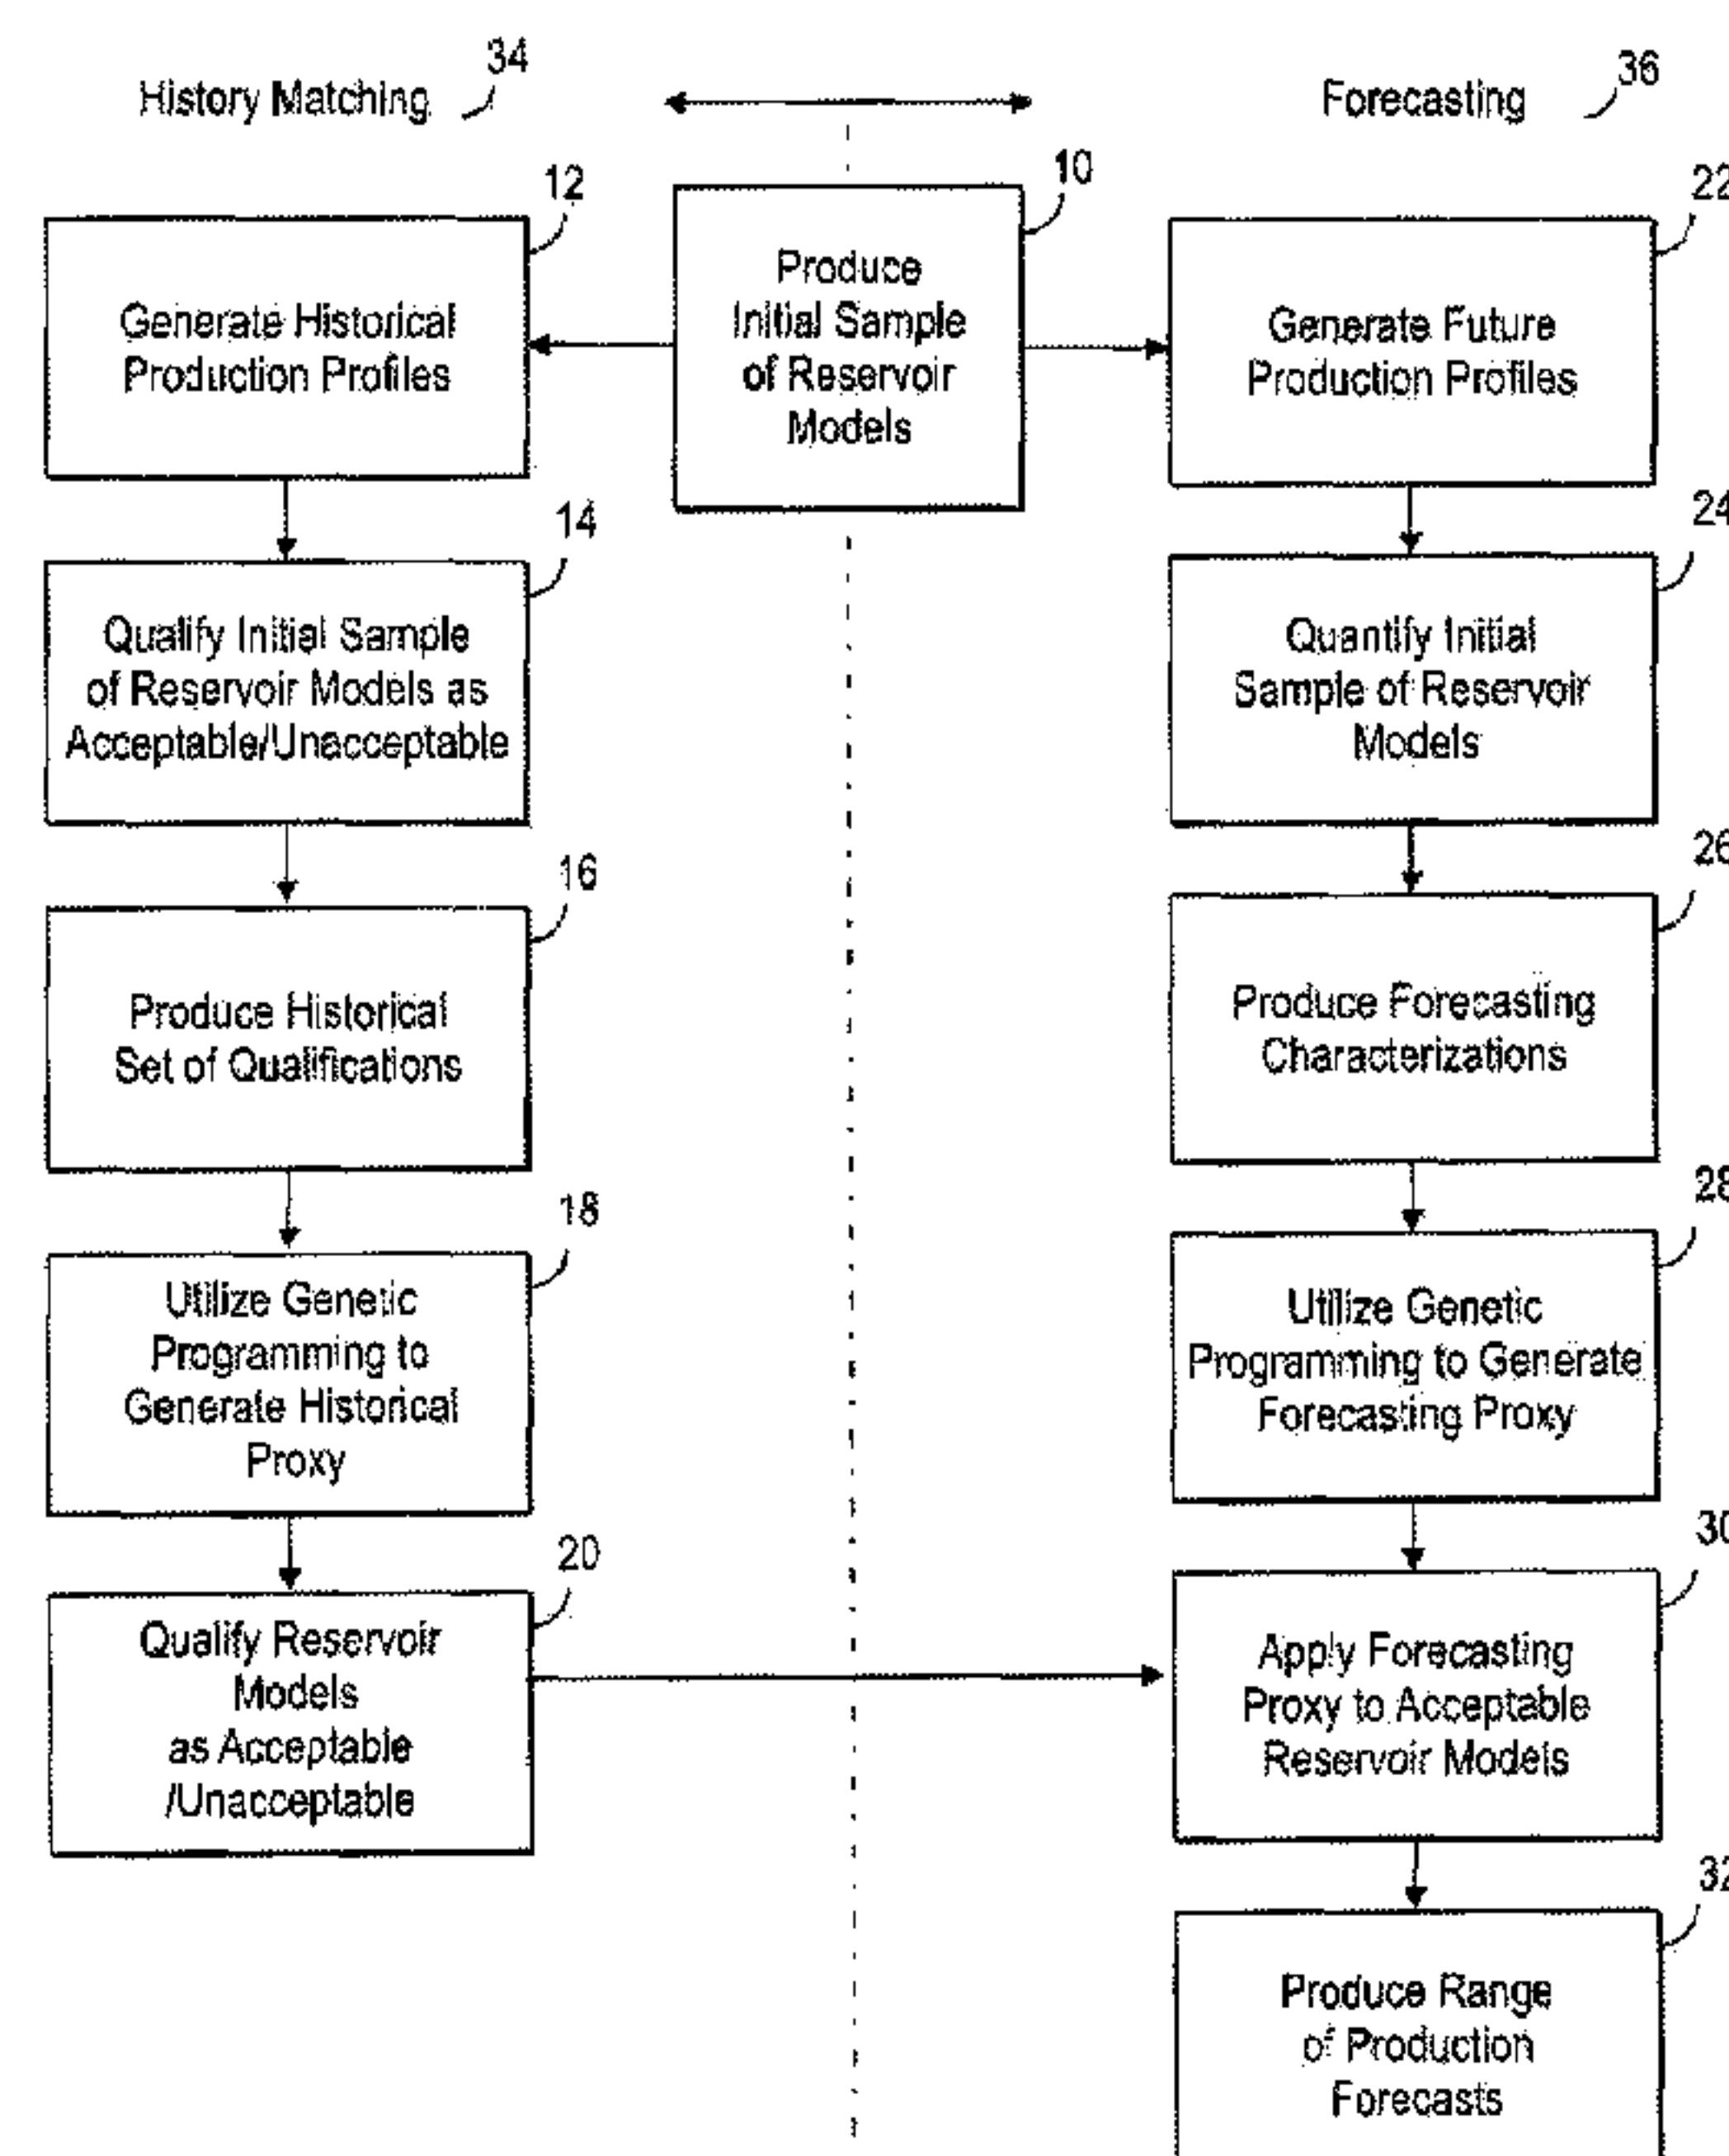 History Matching
34
Forecasting
36
12
Generate Historical
Production Profiles
10
Produce
Initial Sample
of Reservoir
Models
22
Generate Future
Production Profiles
14
Qualify Initial Sample
of Reservoir Models as
Acceptable/Unacceptable
24
Quantify Initial
Sample of Reservoir
Models
16
Produce Historical
Set of Qualifications
26
Produce Forecasting
Characterizations
18
Utilize Genetic
Programming to
Generate Historical
Proxy
28
Utilize Genetic
Programming to Generate
Forecasting Proxy
20
Qualify Reservoir
Models
as Acceptable
/Unacceptable
30
Apply Forecasting
Proxy to Acceptable
Reservoir Models
32
Produce Range
of Production
Forecasts